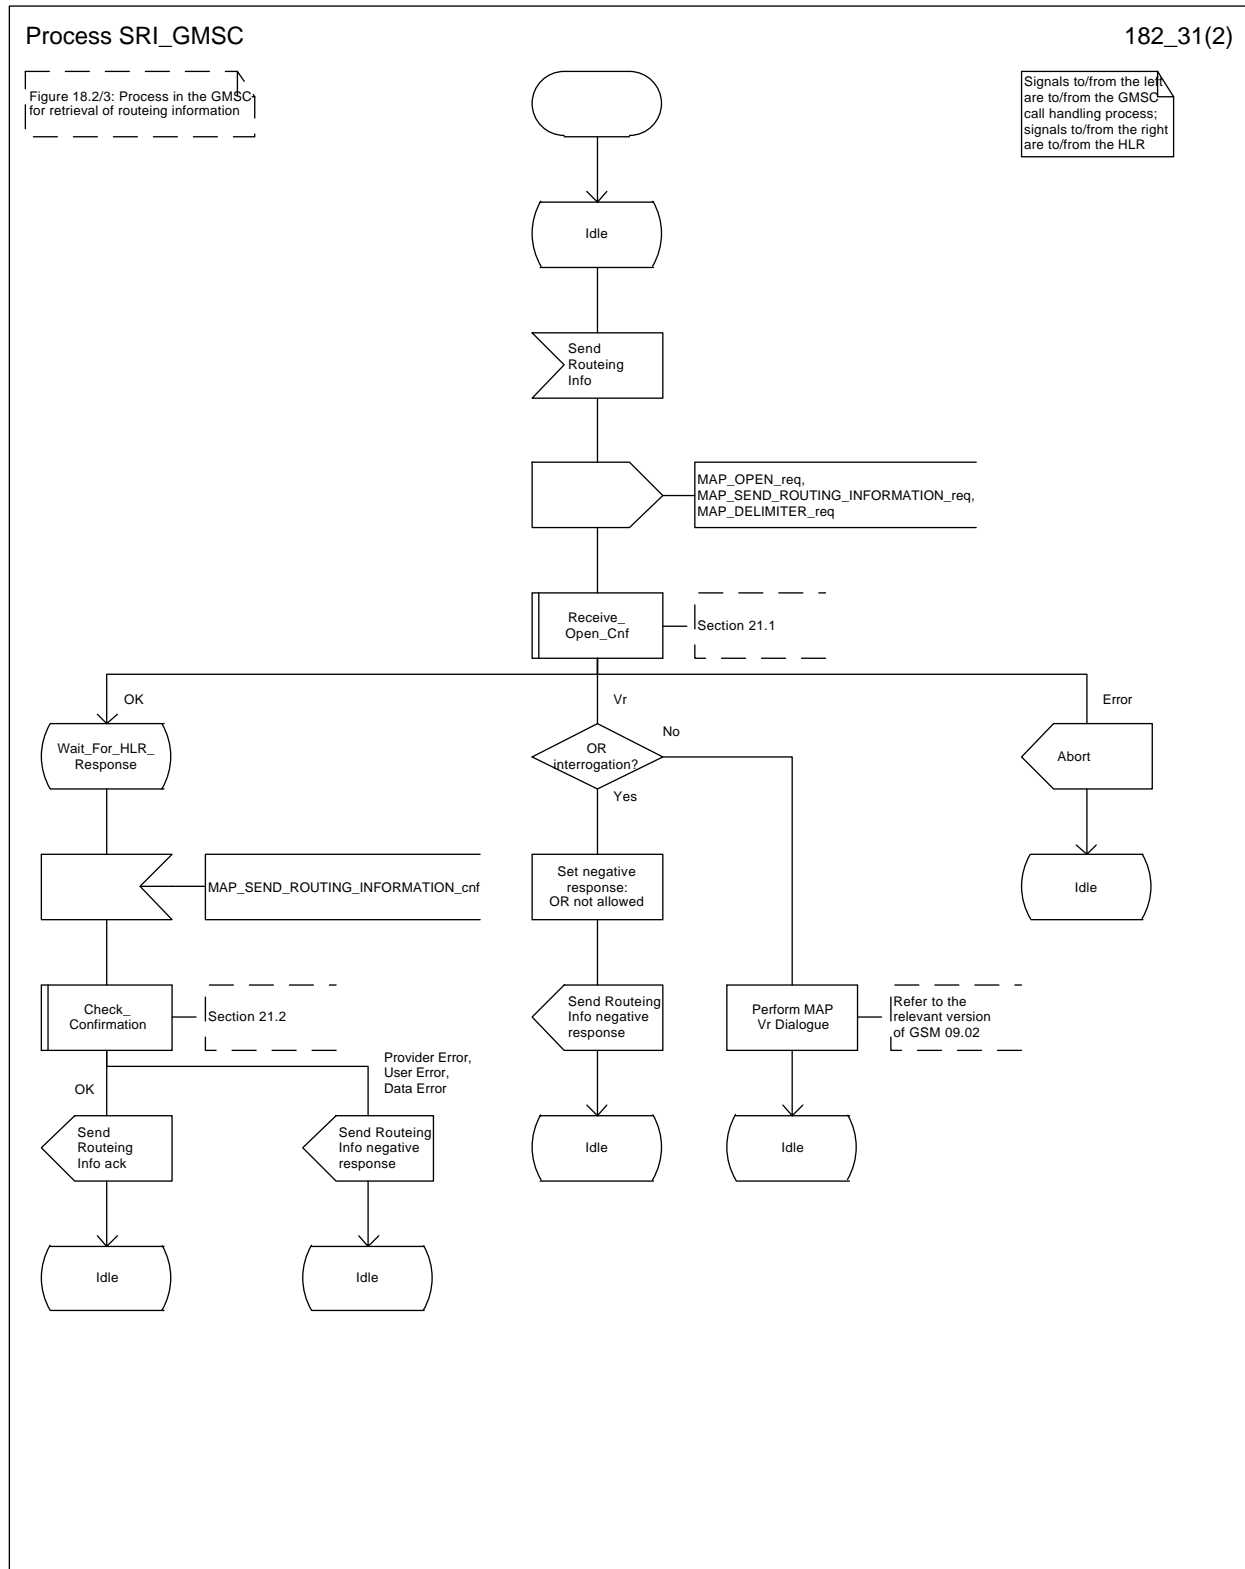 Process SRI_GMSC
182_31(2)
Figure 18.2/3: Process in the GMSC
for retrieval of routeing information
Signals to/from the left
are to/from the GMSC
call handling process;
signals to/from the right
are to/from the HLR
Idle
Send
Routeing
Info
MAP_OPEN_req,
MAP_SEND_ROUTING_INFORMATION_req,
MAP_DELIMITER_req
Receive_
Open_Cnf
Section 21.1
OK
Vr
Error
Wait_For_HLR_
Response
OR
interrogation?
No
Yes
Abort
MAP_SEND_ROUTING_INFORMATION_cnf
Set negative
response:
OR not allowed
Idle
Check_
Confirmation
Section 21.2
Send Routeing
Info negative
response
Perform MAP
Vr Dialogue
Refer to the
relevant version
of GSM 09.02
OK
Provider Error,
User Error,
Data Error
Send
Routeing
Info ack
Send Routeing
Info negative
response
Idle
Idle
Idle
Idle